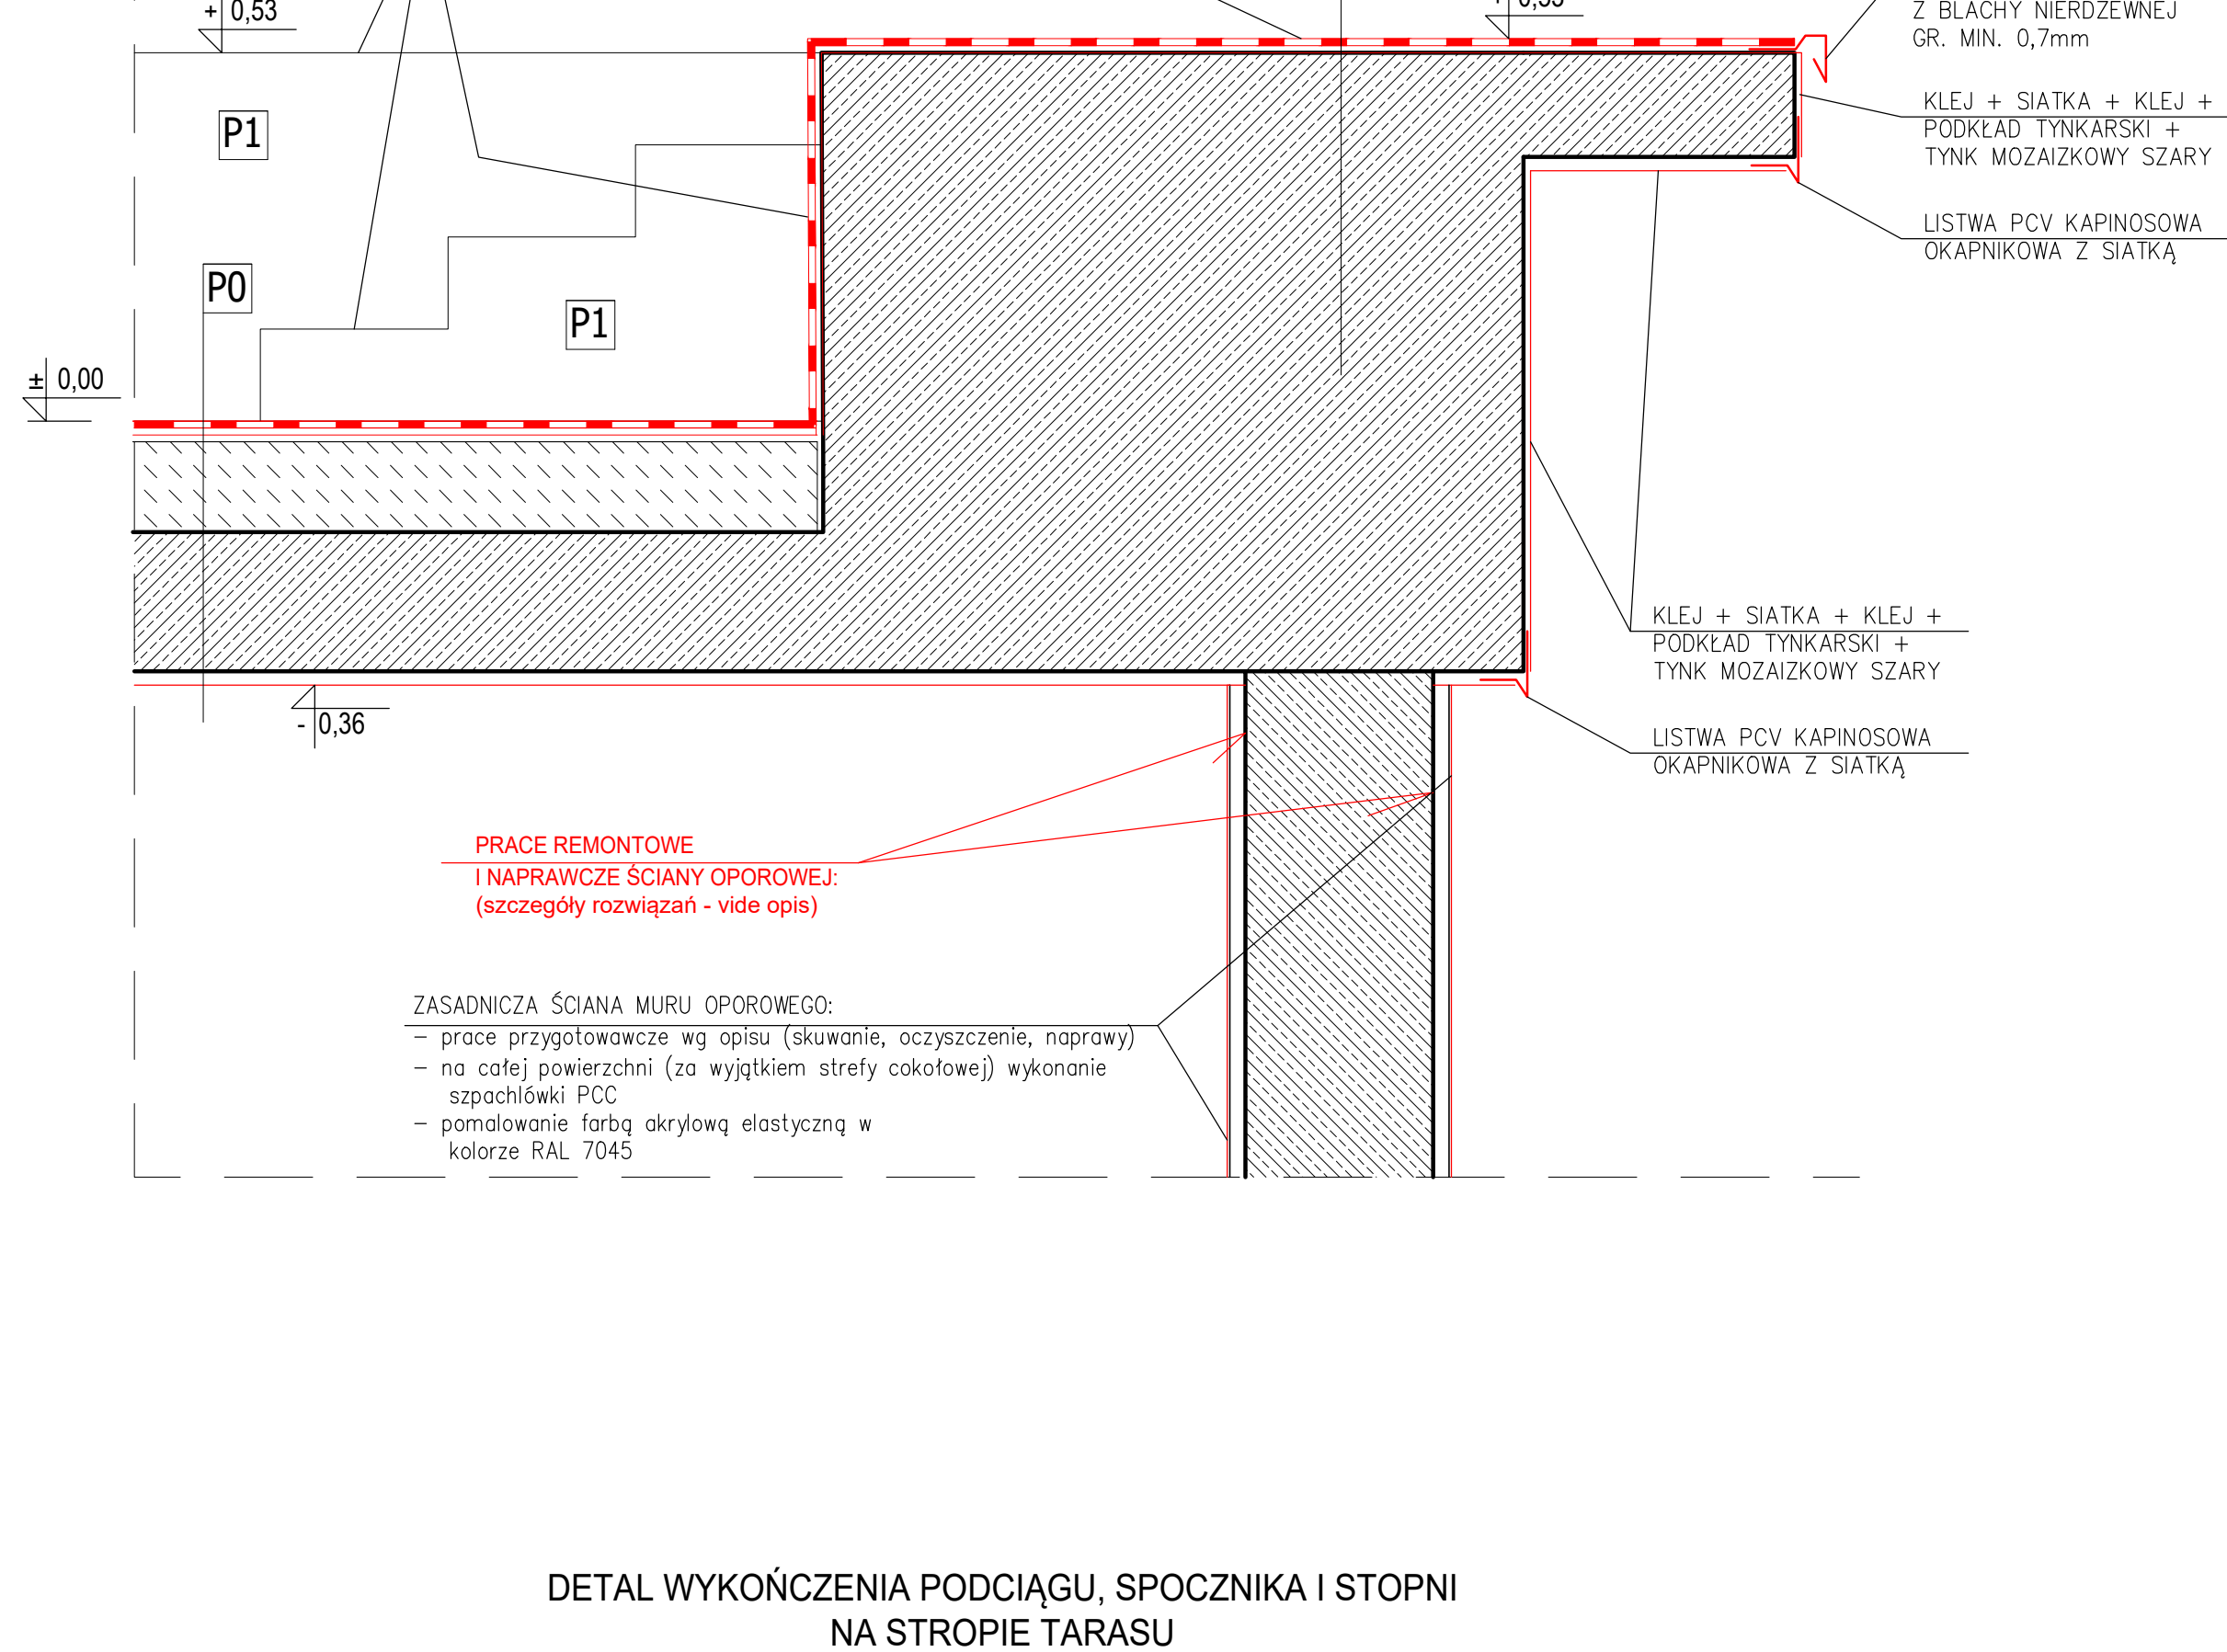 + 0,53
Z BLACHY NIERDZEWNEJ
GR. MIN. 0,7mm
P1
KLEJ + SIATKA + KLEJ +
PODKŁAD TYNKARSKI +
TYNK MOZAIZKOWY SZARY
LISTWA PCV KAPINOSOWA
OKAPNIKOWA Z SIATKĄ
P0
P1
± 0,00
KLEJ + SIATKA + KLEJ +
PODKŁAD TYNKARSKI +
TYNK MOZAIZKOWY SZARY
- 0,36
LISTWA PCV KAPINOSOWA
OKAPNIKOWA Z SIATKĄ
PRACE REMONTOWE
I NAPRAWCZE ŚCIANY OPOROWEJ:
(szczegóły rozwiązań - vide opis)
ZASADNICZA ŚCIANA MURU OPOROWEGO:
- prace przygotowawcze wg opisu (skuwanie, oczyszczenie, naprawy)
- na całej powierzchni (za wyjątkiem strefy cokołowej) wykonanie
szpachlówki PCC
- pomalowanie farbą akrylową elastyczną w
kolorze RAL 7045
DETAL WYKOŃCZENIA PODCIĄGU, SPOCZNIKA I STOPNI
NA STROPIE TARASU